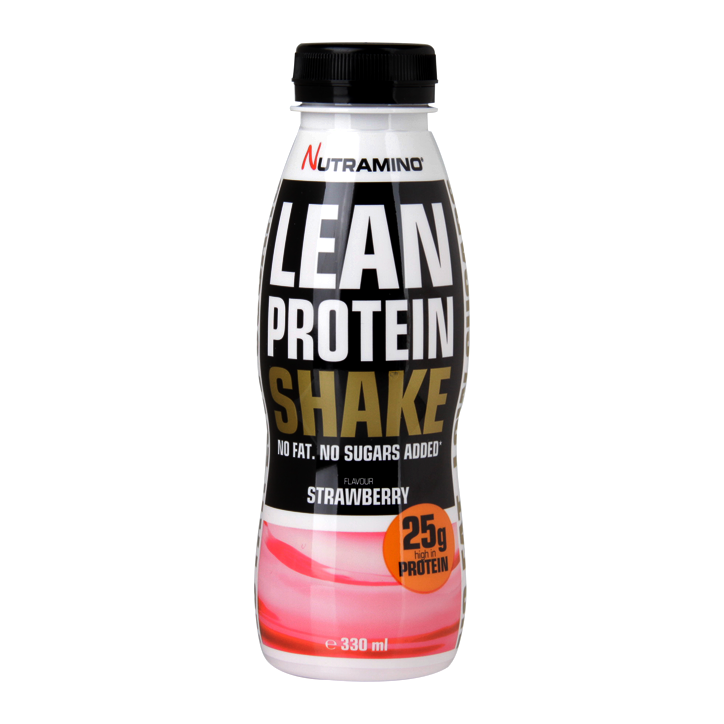 NUTRAMINO®
LEAN
PROTEIN
SHAKE
NO FAT. NO SUGARS ADDED*
FLAVOUR
STRAWBERRY
25g
high in
PROTEIN
℮ 330 ml